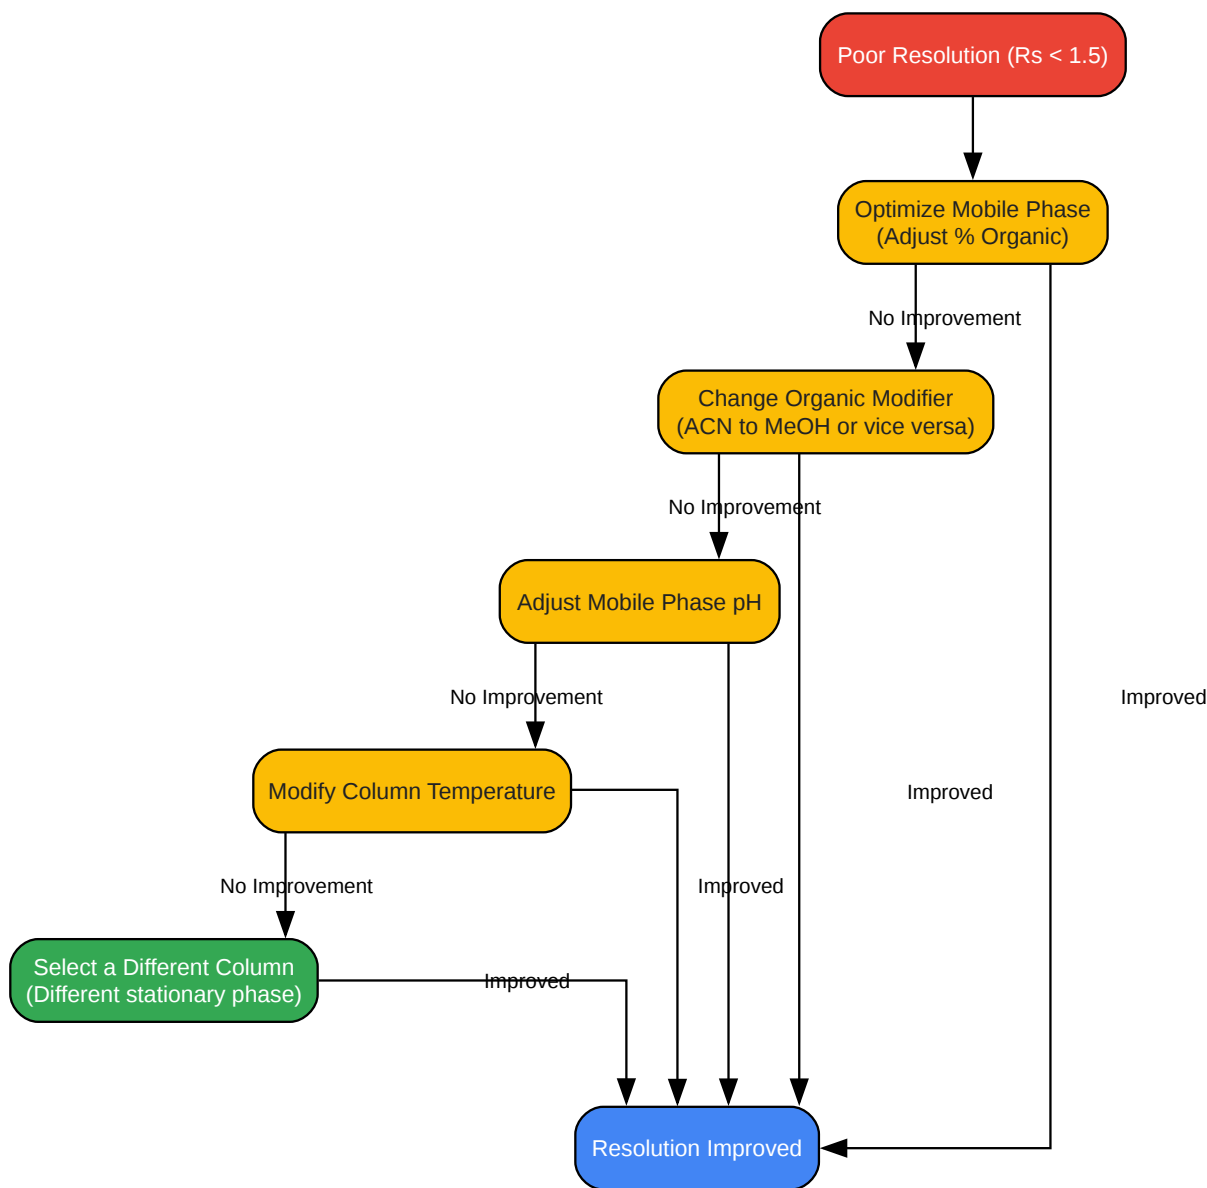 Poor Resolution (Rs < 1.5)
Optimize Mobile Phase
(Adjust % Organic)
No Improvement
Change Organic Modifier
(ACN to MeOH or vice versa)
No Improvement
Adjust Mobile Phase pH
No Improvement
Improved
Modify Column Temperature
Improved
No Improvement
Improved
Select a Different Column
(Different stationary phase)
Improved
Resolution Improved